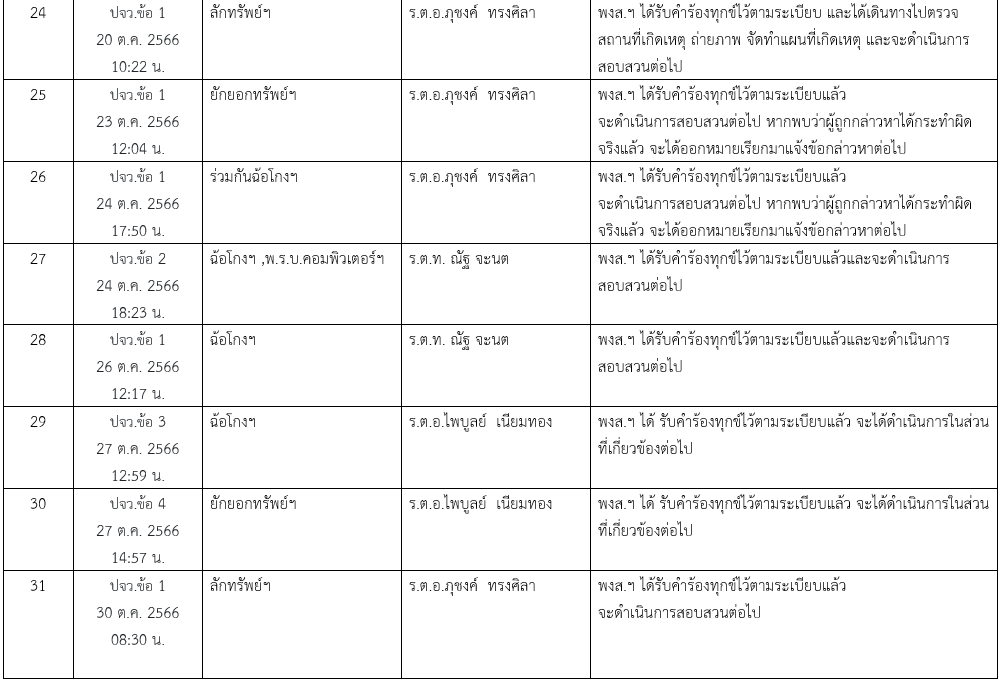 24 ปจว.ข้อ 1 ลักทรัพย์ฯ ร.ต.อ.ภุชงค์ ทรงศิลา พงส.ฯ ได้รับคำร้องทุกข์ไว้ตามระเบียบ และได้เดินทางไปตรวจ
20 ต.ค. 2566 สถานที่เกิดเหตุ ถ่ายภาพ จัดทำแผนที่เกิดเหตุ และจะดำเนินการ
10:22 น. สอบสวนต่อไป
25 ปจว.ข้อ 1 ยักยอกทรัพย์ฯ ร.ต.อ.ภุชงค์ ทรงศิลา พงส.ฯ ได้รับคำร้องทุกข์ไว้ตามระเบียบแล้ว
23 ต.ค. 2566 จะดำเนินการสอบสวนต่อไป หากพบว่าผู้ถูกกล่าวหาได้กระทำผิด
12:04 น. จริงแล้ว จะได้ออกหมายเรียกมาแจ้งข้อกล่าวหาต่อไป
26 ปจว.ข้อ 1 ร่วมกันฉ้อโกงฯ ร.ต.อ.ภุชงค์ ทรงศิลา พงส.ฯ ได้รับคำร้องทุกข์ไว้ตามระเบียบแล้ว
24 ต.ค. 2566 จะดำเนินการสอบสวนต่อไป หากพบว่าผู้ถูกกล่าวหาได้กระทำผิด
17:50 น. จริงแล้ว จะได้ออกหมายเรียกมาแจ้งข้อกล่าวหาต่อไป
27 ปจว.ข้อ 2 ฉ้อโกงฯ ,พ.ร.บ.คอมพิวเตอร์ฯ ร.ต.ท. ณัฐ จะนต พงส.ฯ ได้รับคำร้องทุกข์ไว้ตามระเบียบแล้วและจะดำเนินการ
24 ต.ค. 2566 สอบสวนต่อไป
18:23 น.
28 ปจว.ข้อ 1 ฉ้อโกงฯ ร.ต.ท. ณัฐ จะนต พงส.ฯ ได้รับคำร้องทุกข์ไว้ตามระเบียบแล้วและจะดำเนินการ
26 ต.ค. 2566 สอบสวนต่อไป
12:17 น.
29 ปจว.ข้อ 3 ฉ้อโกงฯ ร.ต.อ.ไพบูลย์ เนียมทอง พงส.ฯ ได้ รับคำร้องทุกข์ไว้ตามระเบียบแล้ว จะได้ดำเนินการในส่วน
27 ต.ค. 2566 ที่เกี่ยวข้องต่อไป
12:59 น.
30 ปจว.ข้อ 4 ยักยอกทรัพย์ฯ ร.ต.อ.ไพบูลย์ เนียมทอง พงส.ฯ ได้ รับคำร้องทุกข์ไว้ตามระเบียบแล้ว จะได้ดำเนินการในส่วน
27 ต.ค. 2566 ที่เกี่ยวข้องต่อไป
14:57 น.
31 ปจว.ข้อ 1 ลักทรัพย์ฯ ร.ต.อ.ภุชงค์ ทรงศิลา พงส.ฯ ได้รับคำร้องทุกข์ไว้ตามระเบียบแล้ว
30 ต.ค. 2566 จะดำเนินการสอบสวนต่อไป
08:30 น.